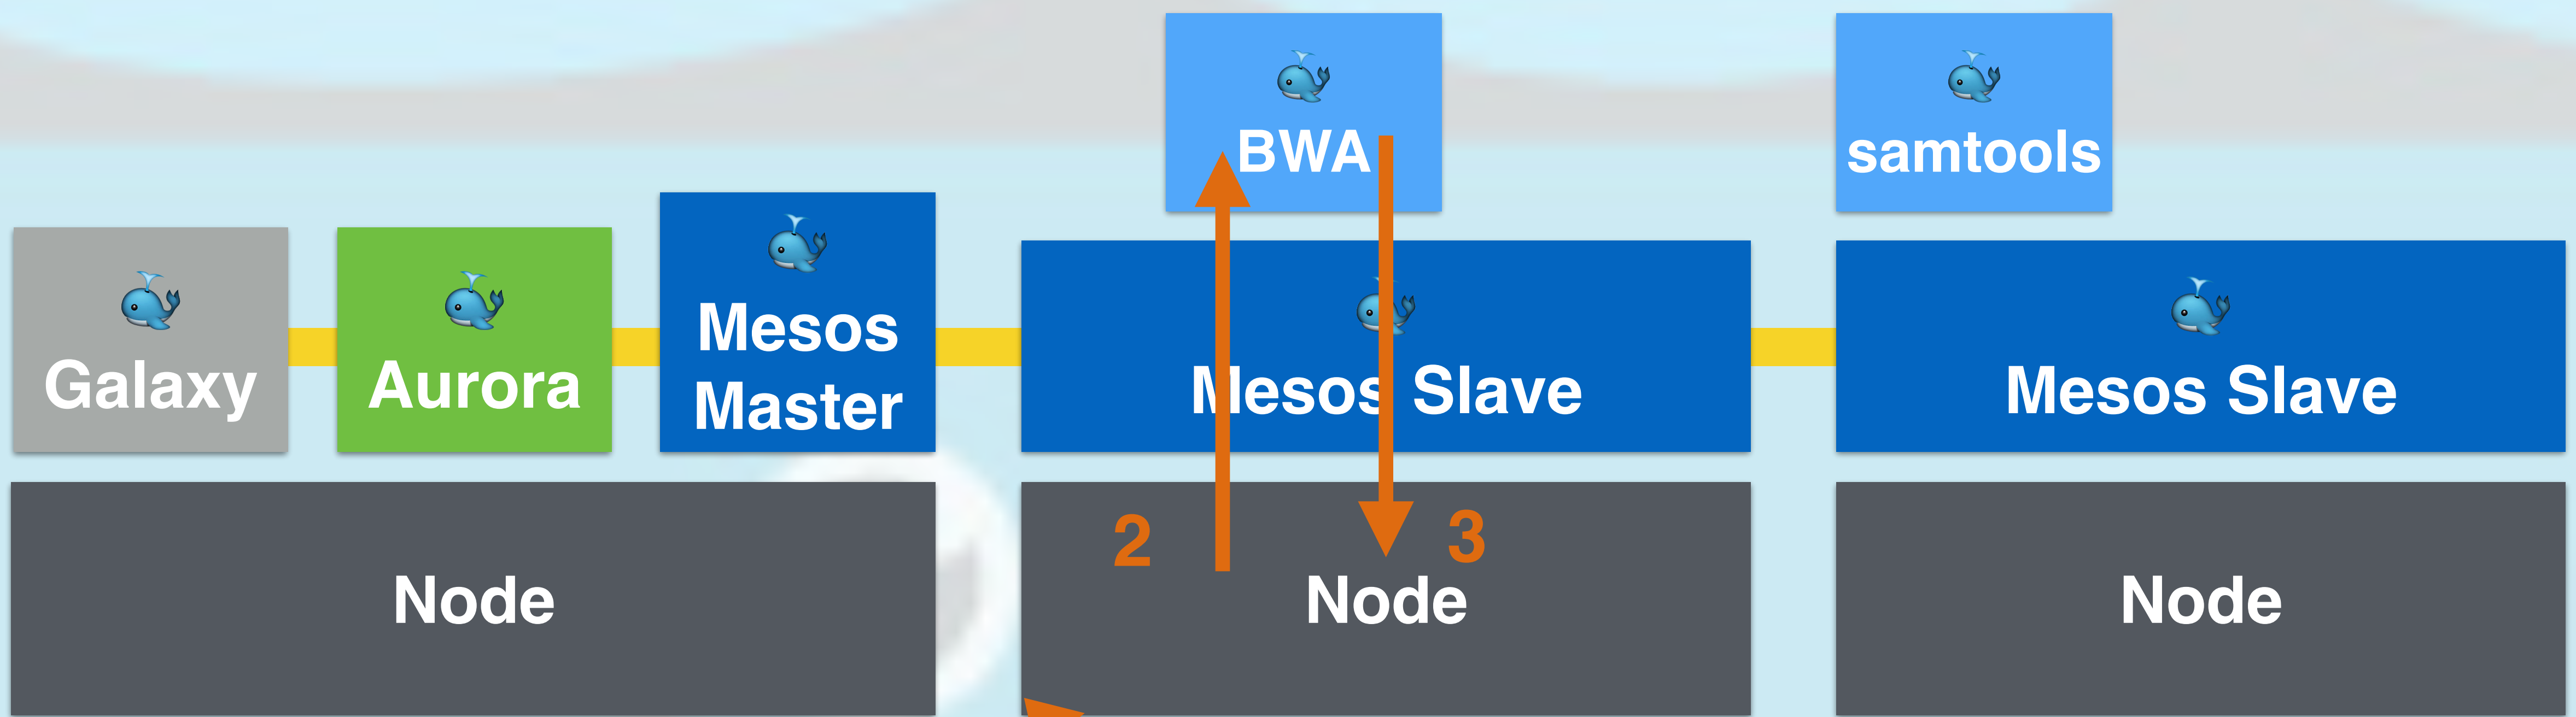 BWA
samtools
Galaxy
Aurora
Mesos
Master
Mesos Slave
Mesos Slave
2
3
Node
Node
Node